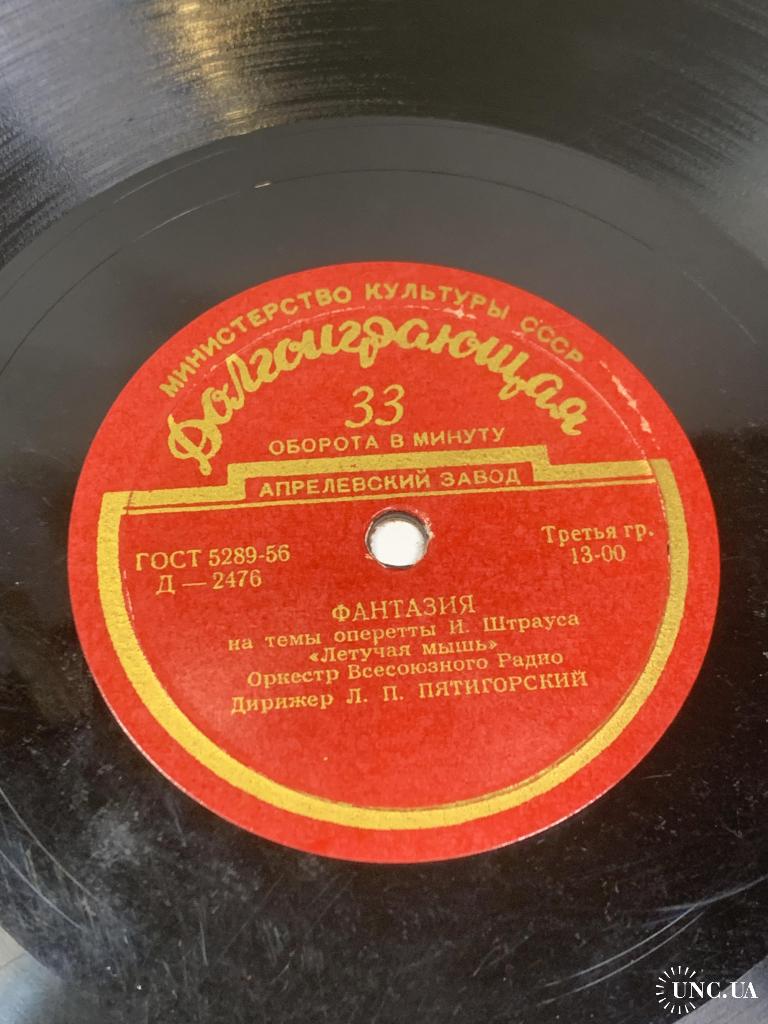 МИНИСТЕРСТВО КУЛЬТУРЫ СССР
Долгоиграющая
33
ОБОРОТА В МИНУТУ
АПРЕЛЕВСКИЙ ЗАВОД
ГОСТ 5289-56
Д — 2476
Третья гр.
13-00
ФАНТАЗИЯ
на темы оперетты И. Штрауса
«Летучая мышь»
Оркестр Всесоюзного Радио
Дирижер Л. П. ПЯТИГОРСКИЙ
UNC.UA